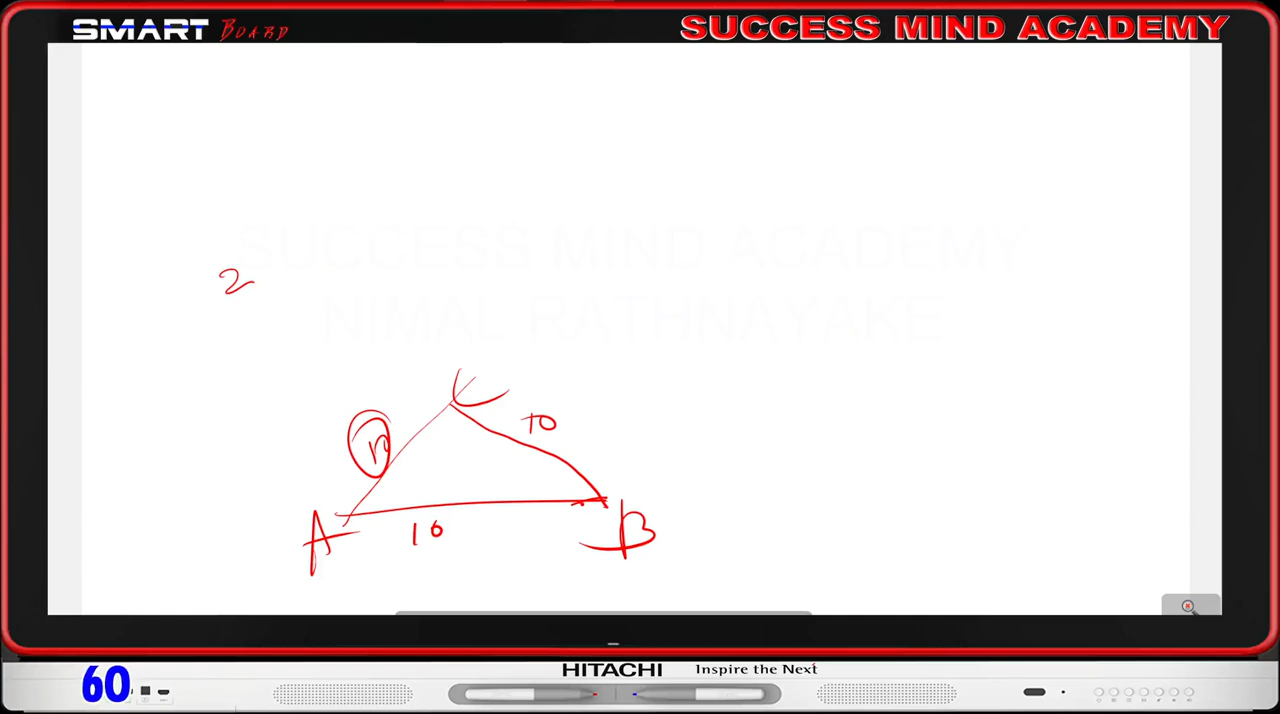 SMART Board
SUCCESS MIND ACADEMY
SUCCESS MIND ACADEMY
NIMAL RATHNAYAKE
2
C
10
A
10
B
60
HITACHI Inspire the Next